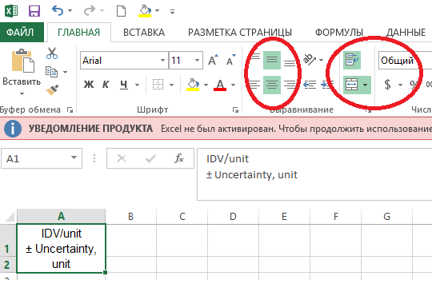 ФАЙЛ ГЛАВНАЯ ВСТАВКА РАЗМЕТКА СТРАНИЦЫ ФОРМУЛЫ ДАННЫЕ
Вставить
Arial 11 A A
Ж К Ч A
Общий
$ %
Буфер обмена Шрифт Выравнивание
УВЕДОМЛЕНИЕ ПРОДУКТА Excel не был активирован. Чтобы продолжить использование
A1 fx IDV/unit
± Uncertainty, unit
A B C D E F G
1
2
IDV/unit
± Uncertainty,
unit